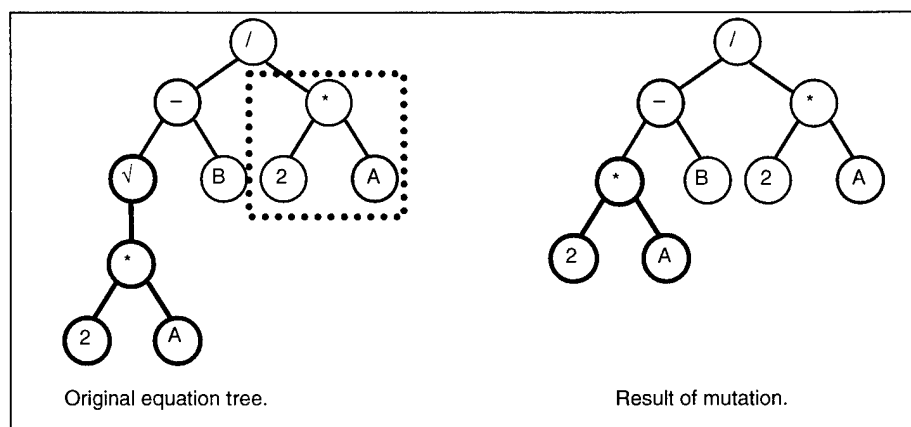 / /
− * − *
√ B 2 A * B 2 A
* 2 A
2 A
Original equation tree. Result of mutation.